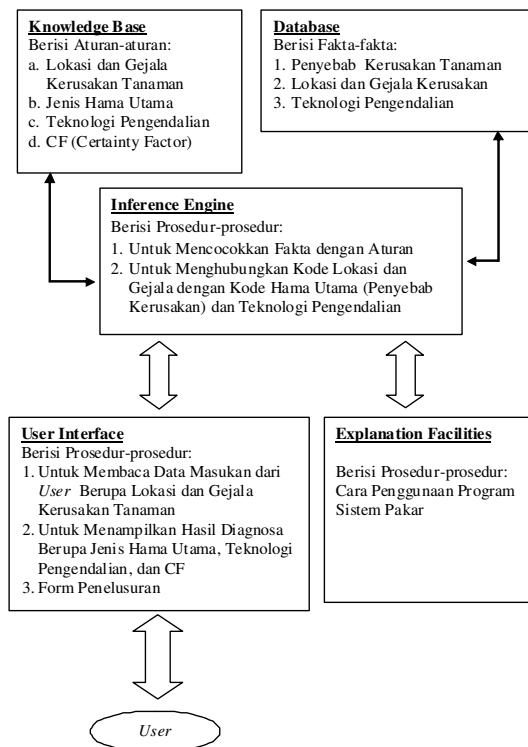 Knowledge Base
Berisi Aturan-aturan:
a. Lokasi dan Gejala
Kerusakan Tanaman
b. Jenis Hama Utama
c. Teknologi Pengendalian
d. CF (Certainty Factor)
Database
Berisi Fakta-fakta:
1. Penyebab Kerusakan Tanaman
2. Lokasi dan Gejala Kerusakan
3. Teknologi Pengendalian
Inference Engine
Berisi Prosedur-prosedur:
1. Untuk Mencocokkan Fakta dengan Aturan
2. Untuk Menghubungkan Kode Lokasi dan
Gejala dengan Kode Hama Utama (Penyebab
Kerusakan) dan Teknologi Pengendalian
User Interface
Berisi Prosedur-prosedur:
1. Untuk Membaca Data Masukan dari
User Berupa Lokasi dan Gejala
Kerusakan Tanaman
2. Untuk Menampilkan Hasil Diagnosa
Berupa Jenis Hama Utama, Teknologi
Pengendalian, dan CF
3. Form Penelusuran
Explanation Facilities
Berisi Prosedur-prosedur:
Cara Penggunaan Program
Sistem Pakar
User